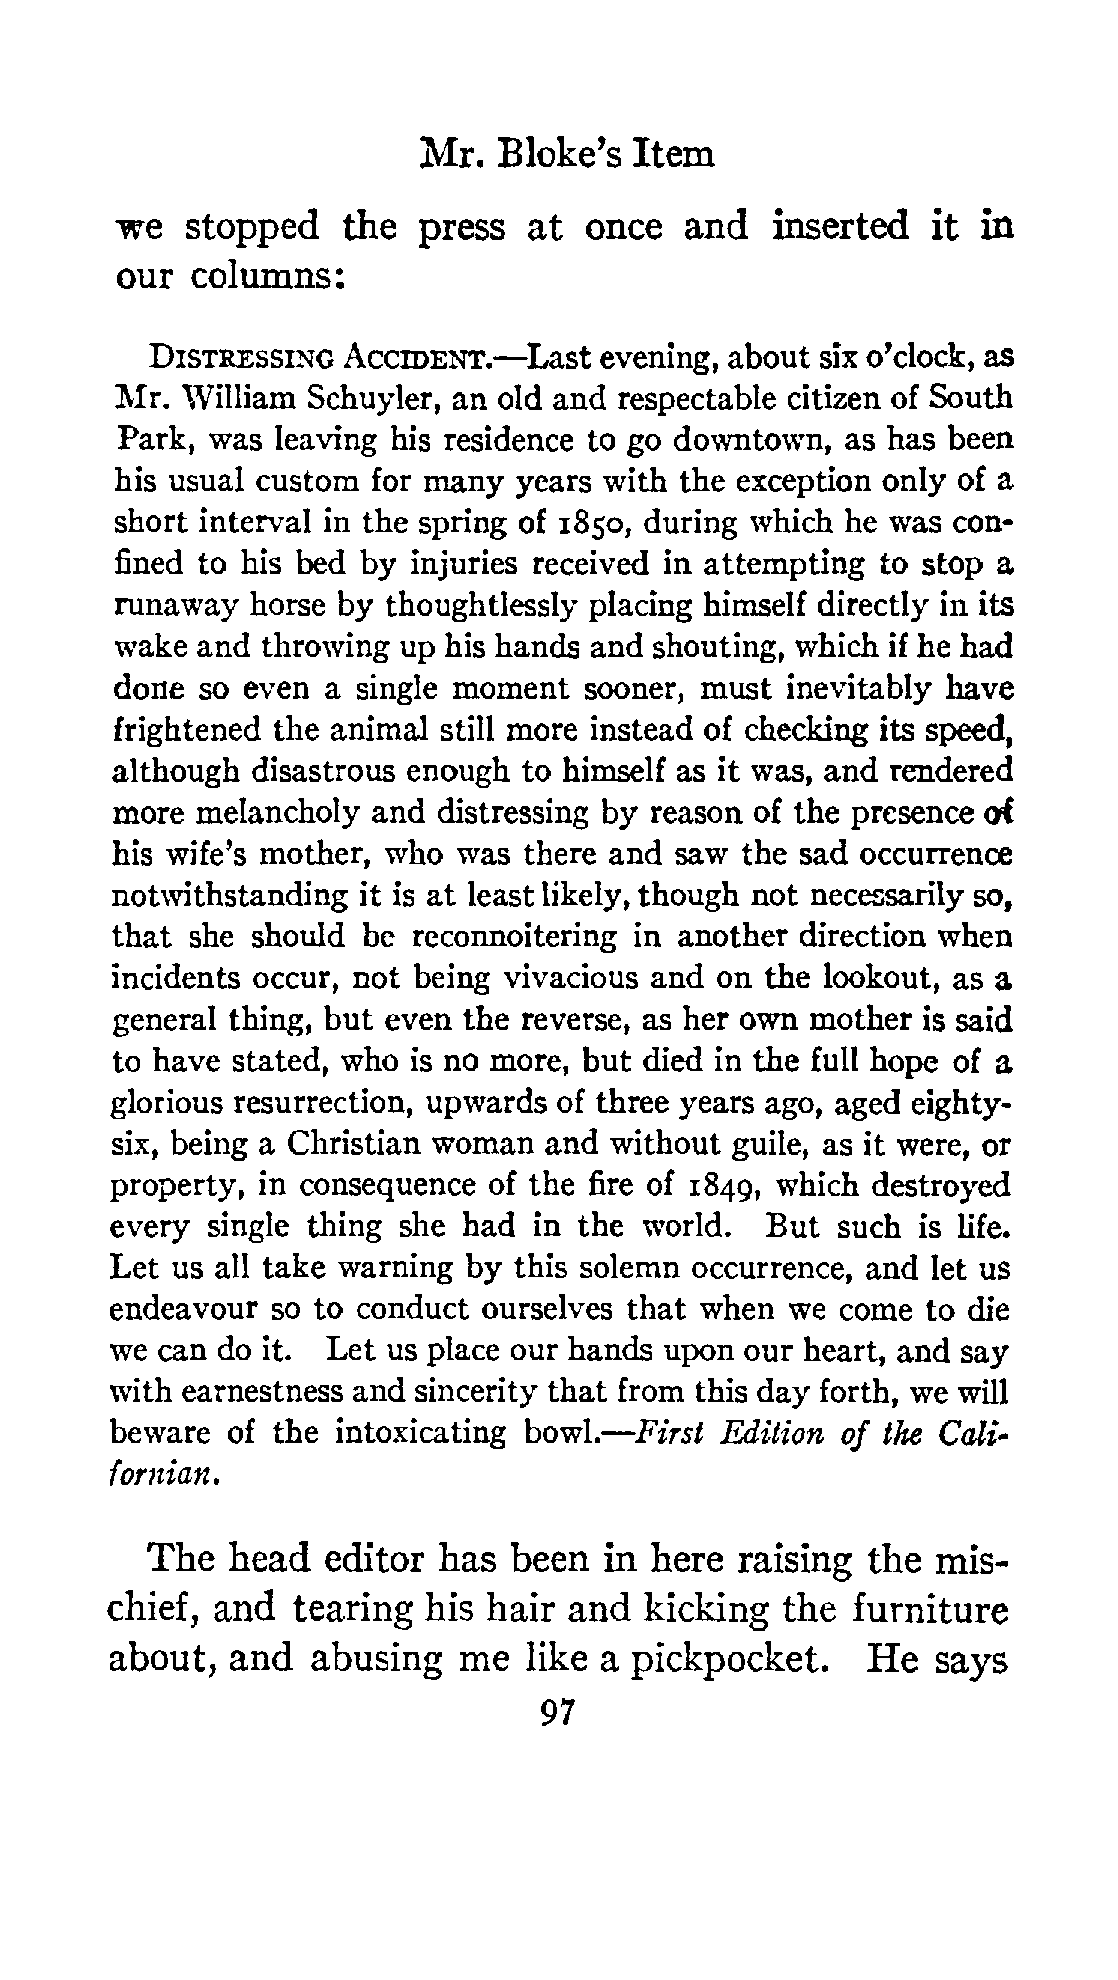 Mr. Bloke's Item
we stopped the press at once and inserted it in
our columns:
DISTRESSING ACCIDENT.—Last evening, about six o'clock, as
Mr. William Schuyler, an old and respectable citizen of South
Park, was leaving his residence to go downtown, as has been
his usual custom for many years with the exception only of a
short interval in the spring of 1850, during which he was con-
fined to his bed by injuries received in attempting to stop a
runaway horse by thoughtlessly placing himself directly in its
wake and throwing up his hands and shouting, which if he had
done so even a single moment sooner, must inevitably have
frightened the animal still more instead of checking its speed,
although disastrous enough to himself as it was, and rendered
more melancholy and distressing by reason of the presence of
his wife's mother, who was there and saw the sad occurrence
notwithstanding it is at least likely, though not necessarily so,
that she should be reconnoitering in another direction when
incidents occur, not being vivacious and on the lookout, as a
general thing, but even the reverse, as her own mother is said
to have stated, who is no more, but died in the full hope of a
glorious resurrection, upwards of three years ago, aged eighty-
six, being a Christian woman and without guile, as it were, or
property, in consequence of the fire of 1849, which destroyed
every single thing she had in the world. But such is life.
Let us all take warning by this solemn occurrence, and let us
endeavour so to conduct ourselves that when we come to die
we can do it. Let us place our hands upon our heart, and say
with earnestness and sincerity that from this day forth, we will
beware of the intoxicating bowl.—First Edition of the Cali-
fornian.
The head editor has been in here raising the mis-
chief, and tearing his hair and kicking the furniture
about, and abusing me like a pickpocket. He says
97